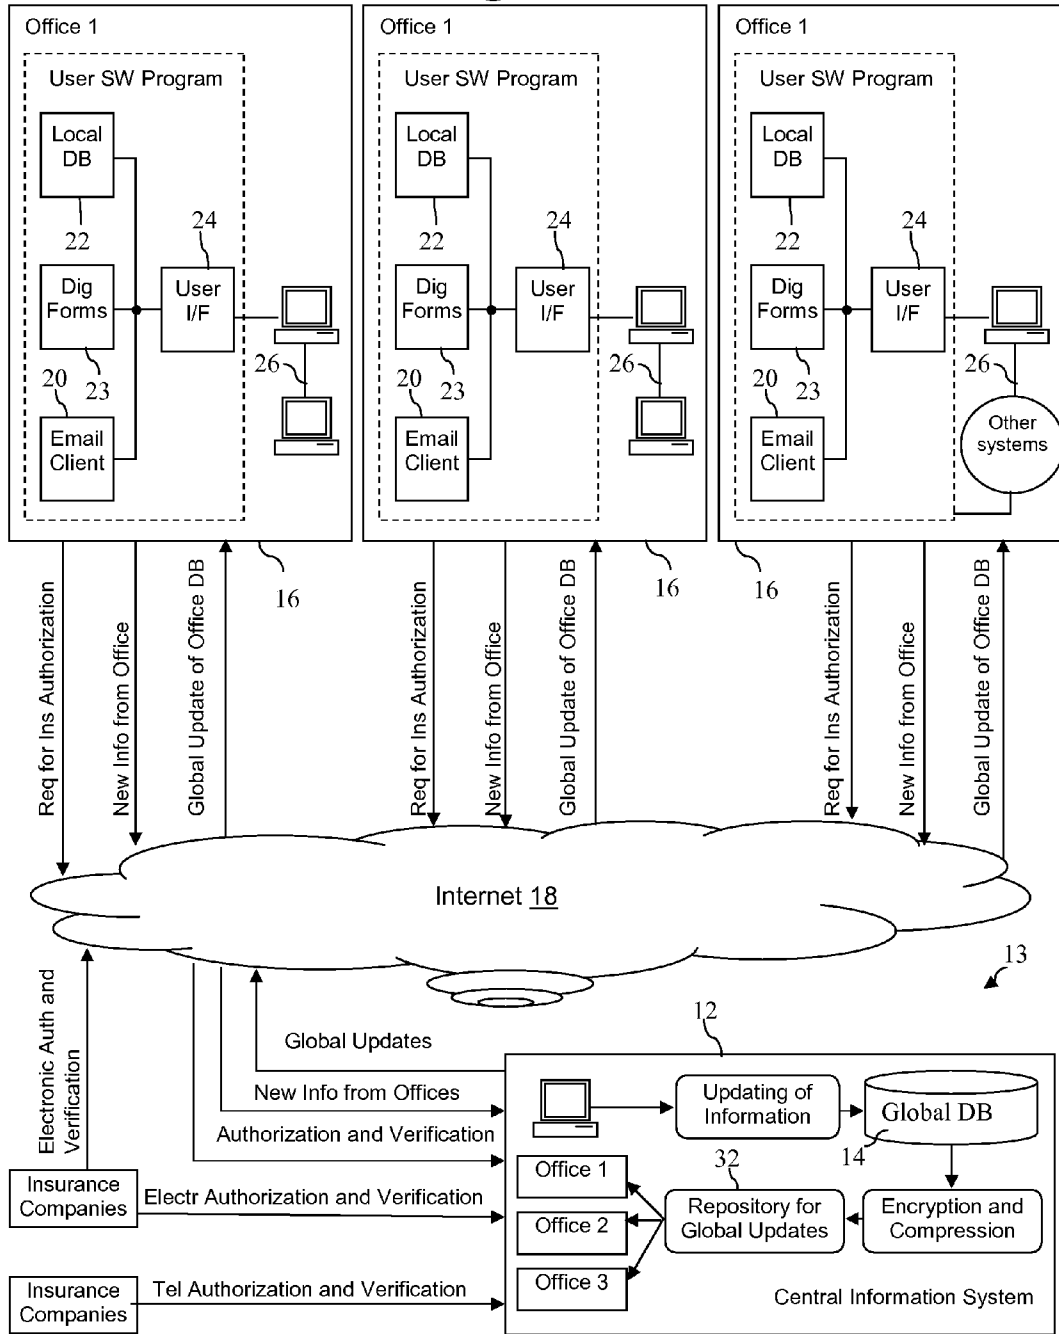 Office 1
User SW Program
Local
DB
22
24
Dig
Forms
User
I/F
23
26
20
Email
Client
16
Office 1
User SW Program
Local
DB
22
24
Dig
Forms
User
I/F
23
26
20
Email
Client
16
Office 1
User SW Program
Local
DB
22
24
Dig
Forms
User
I/F
23
26
20
Email
Client
Other
systems
16
Req for Ins Authorization
New Info from Office
Global Update of Office DB
Req for Ins Authorization
New Info from Office
Global Update of Office DB
Req for Ins Authorization
New Info from Office
Global Update of Office DB
Internet 18
13
Electronic Auth and
Verification
Global Updates
12
New Info from Offices
Authorization and Verification
Updating of
Information
Global DB
14
Insurance
Companies
Electr Authorization and Verification
Office 1
Office 2
Office 3
32
Repository for
Global Updates
Encryption and
Compression
Insurance
Companies
Tel Authorization and Verification
Central Information System